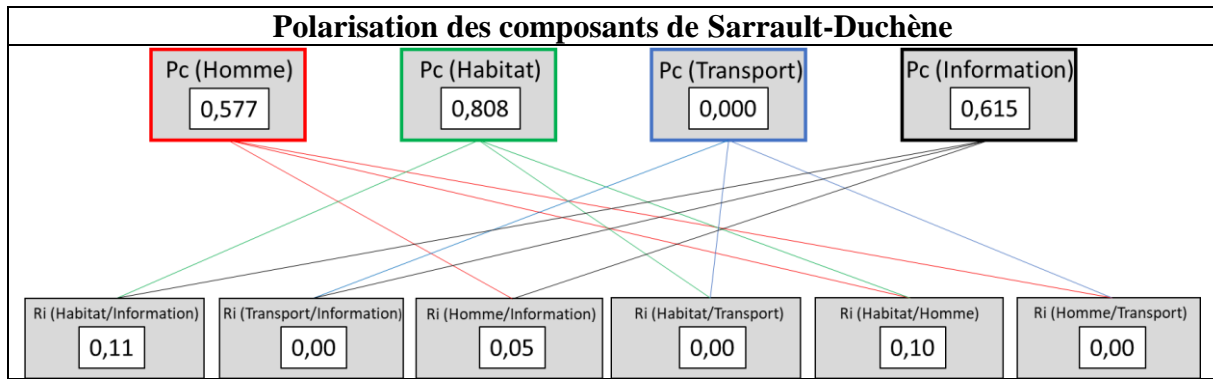 Polarisation des composants de Sarrault-Duchène
Pc (Homme)
0,577
Pc (Habitat)
0,808
Pc (Transport)
0,000
Pc (Information)
0,615
Ri (Habitat/Information)
0,11
Ri (Transport/Information)
0,00
Ri (Homme/Information)
0,05
Ri (Habitat/Transport)
0,00
Ri (Habitat/Homme)
0,10
Ri (Homme/Transport)
0,00